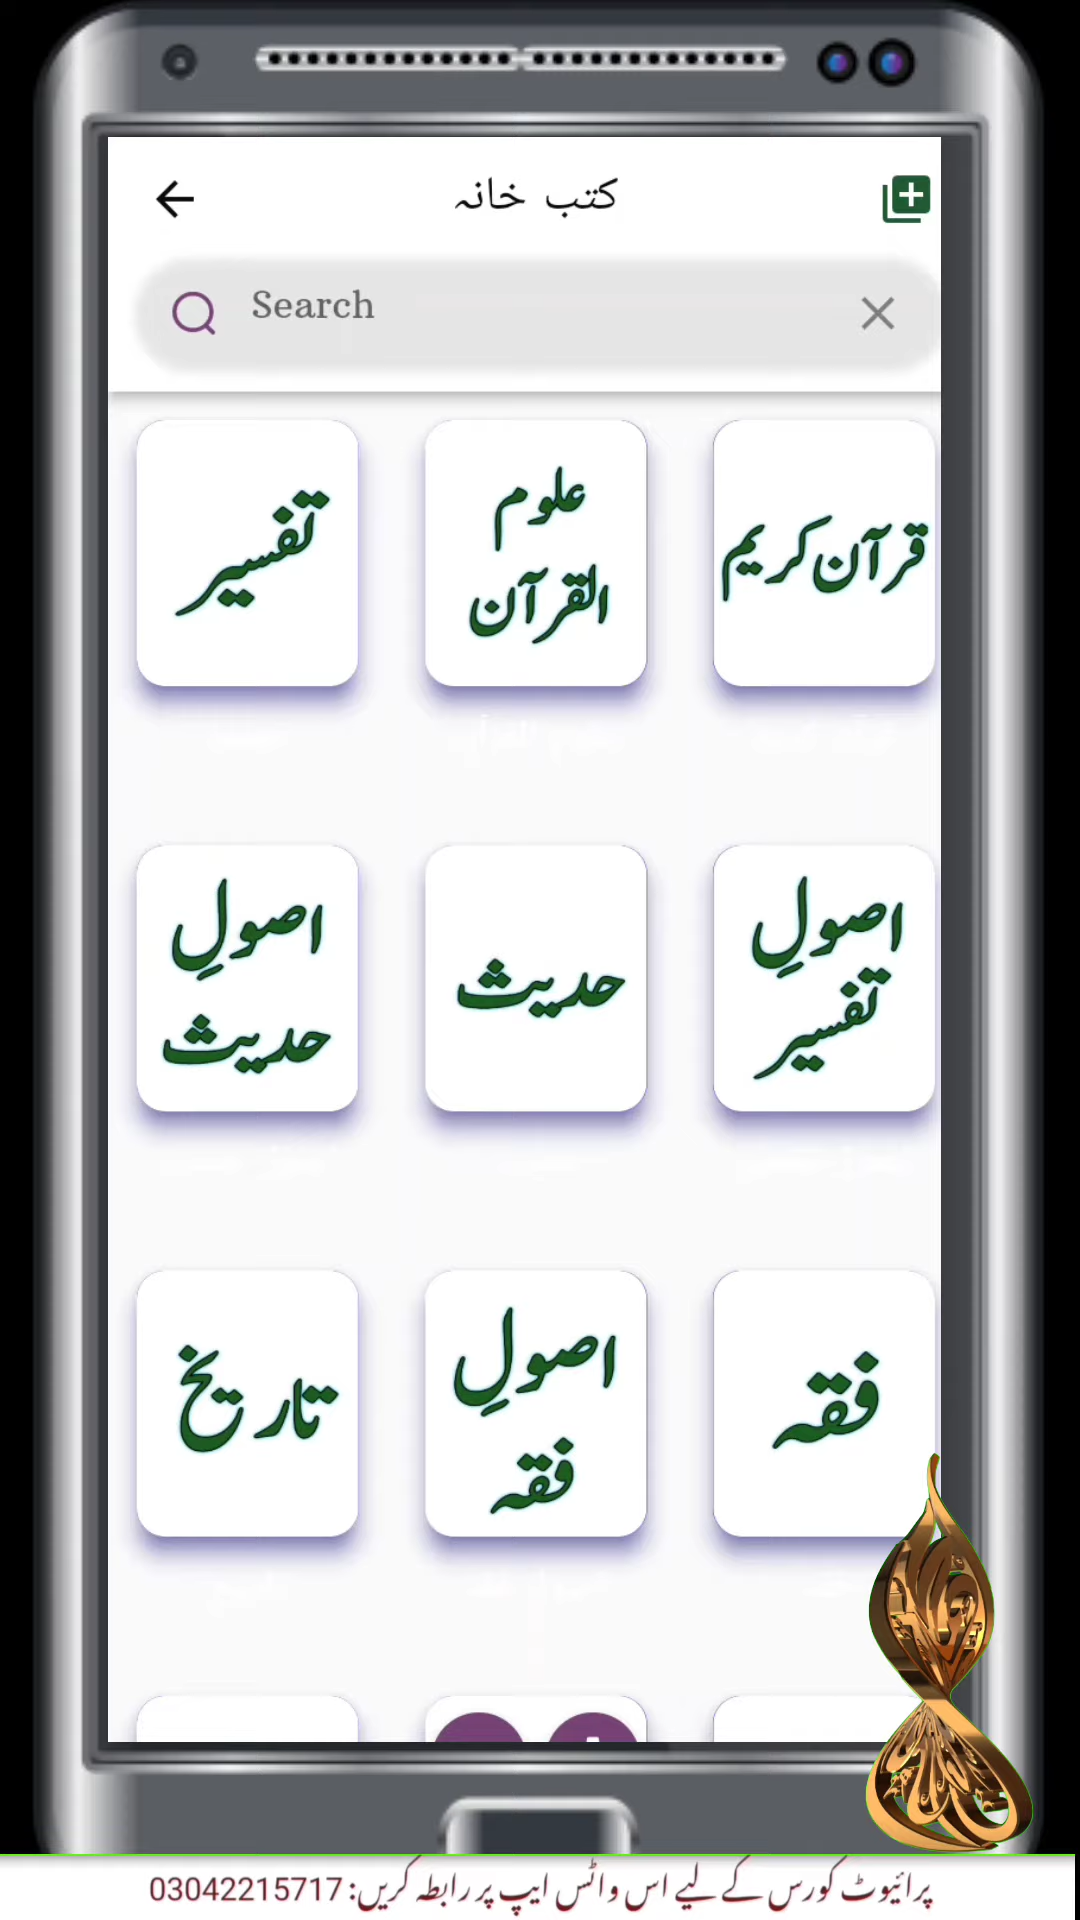 کتب خانہ
Search
قرآن کریم
علوم
القرآن
تفسیر
اصولِ
تفسیر
حدیث
اصولِ
حدیث
فقہ
اصولِ
فقہ
تاریخ
پرائیوٹ کورس کے لیے اس واٹس ایپ پر رابطہ کریں: 03042215717